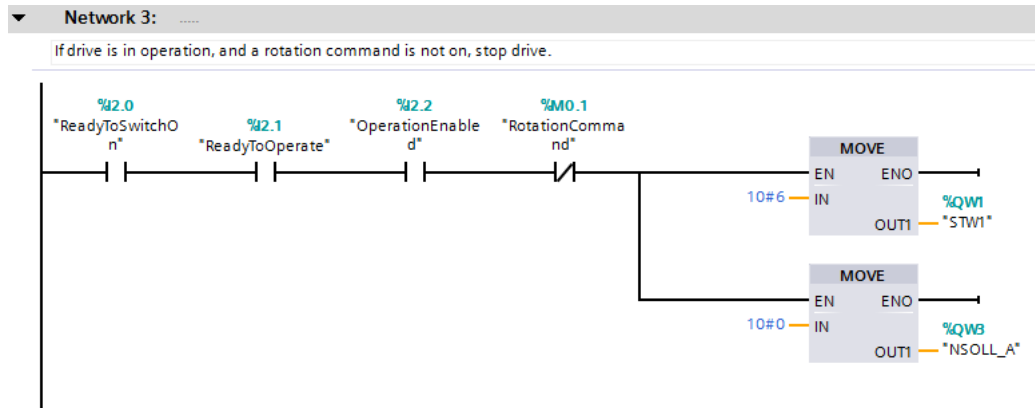 Network 3: .....
If drive is in operation, and a rotation command is not on, stop drive.
%I2.0
"ReadyToSwitchO
n"
%I2.1
"ReadyToOperate"
%I2.2
"OperationEnable
d"
%M0.1
"RotationComma
nd"
MOVE
EN ENO
10#6 IN
%QW1
OUT1 "STW1"
MOVE
EN ENO
10#0 IN
%QW3
OUT1 "NSOLL_A"